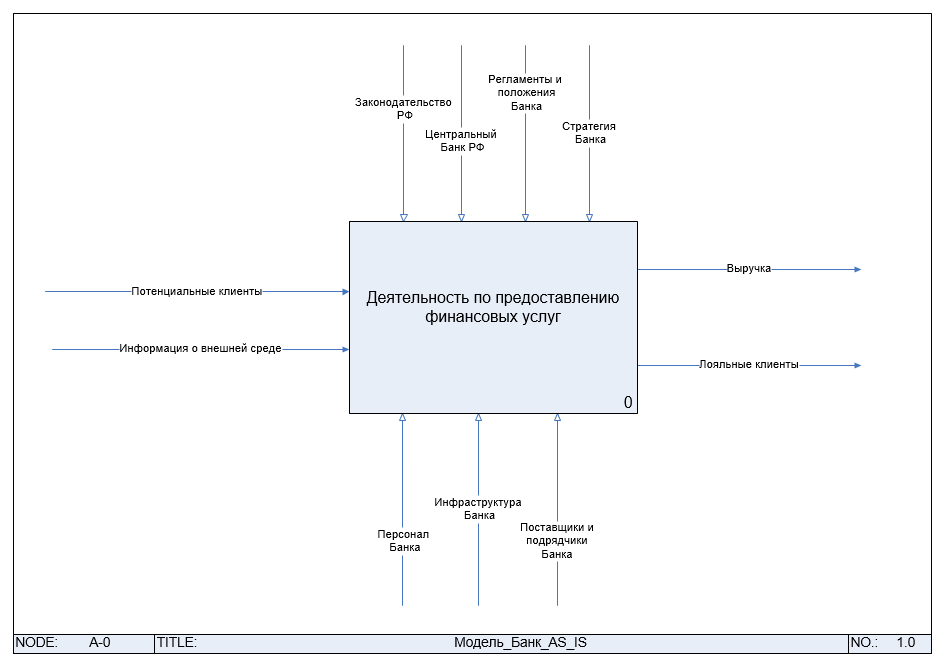 Законодательство
РФ
Центральный
Банк РФ
Регламенты и
положения
Банка
Стратегия
Банка
Потенциальные клиенты
Информация о внешней среде
Деятельность по предоставлению
финансовых услуг
0
Выручка
Лояльные клиенты
Персонал
Банка
Инфраструктура
Банка
Поставщики и
подрядчики
Банка
NODE: A-0 TITLE: Модель_Банк_AS_IS NO.: 1.0